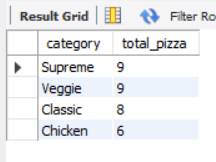 Result Grid Filter Ro
category total_pizza
Supreme 9
Veggie 9
Classic 8
Chicken 6